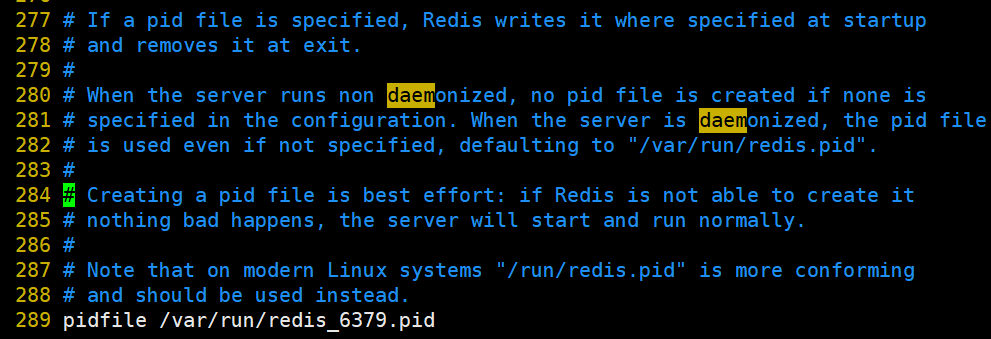 277 # If a pid file is specified, Redis writes it where specified at startup
278 # and removes it at exit.
279 #
280 # When the server runs non daemonized, no pid file is created if none is
281 # specified in the configuration. When the server is daemonized, the pid file
282 # is used even if not specified, defaulting to "/var/run/redis.pid".
283 #
284 # Creating a pid file is best effort: if Redis is not able to create it
285 # nothing bad happens, the server will start and run normally.
286 #
287 # Note that on modern Linux systems "/run/redis.pid" is more conforming
288 # and should be used instead.
289 pidfile /var/run/redis_6379.pid